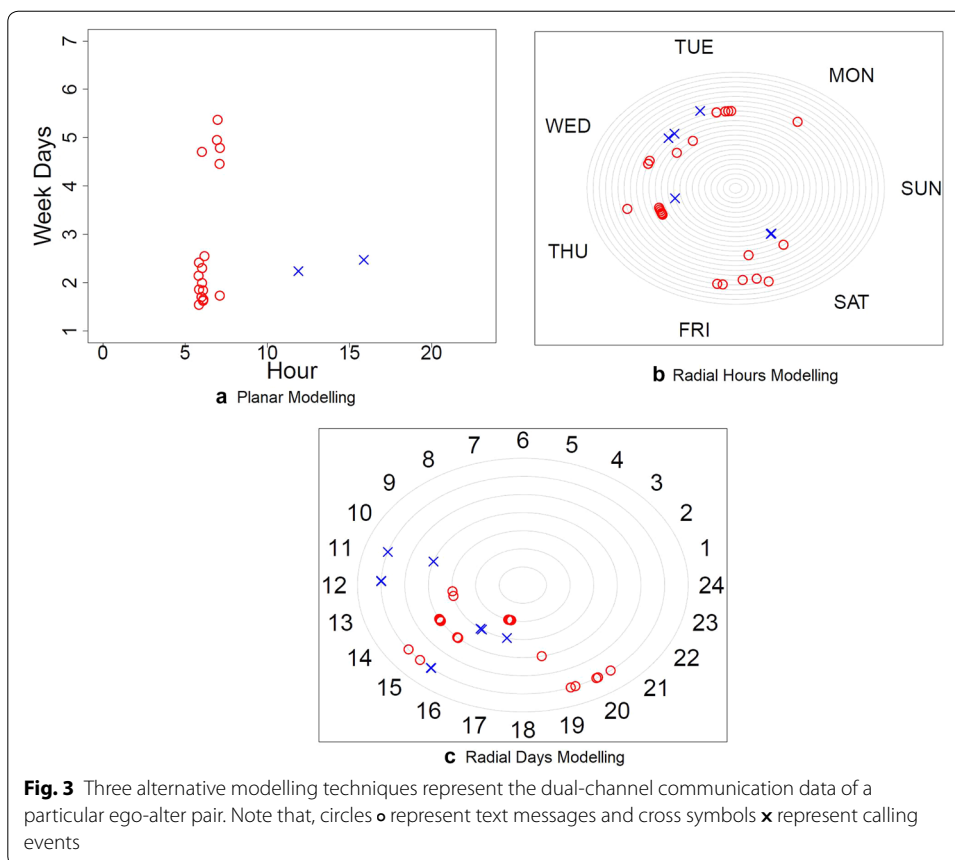 7
6
5
4
3
2
1
Week Days
0 5 10 15 20
Hour
a Planar Modelling
TUE
MON
WED
SUN
THU
SAT
FRI
b Radial Hours Modelling
6
7 5
8 4
9 3
10 2
11 1
12 24
13 23
14 22
15 21
16 20
17 19
18
c Radial Days Modelling
Fig. 3 Three alternative modelling techniques represent the dual-channel communication data of a
particular ego-alter pair. Note that, circles o represent text messages and cross symbols x represent calling
events